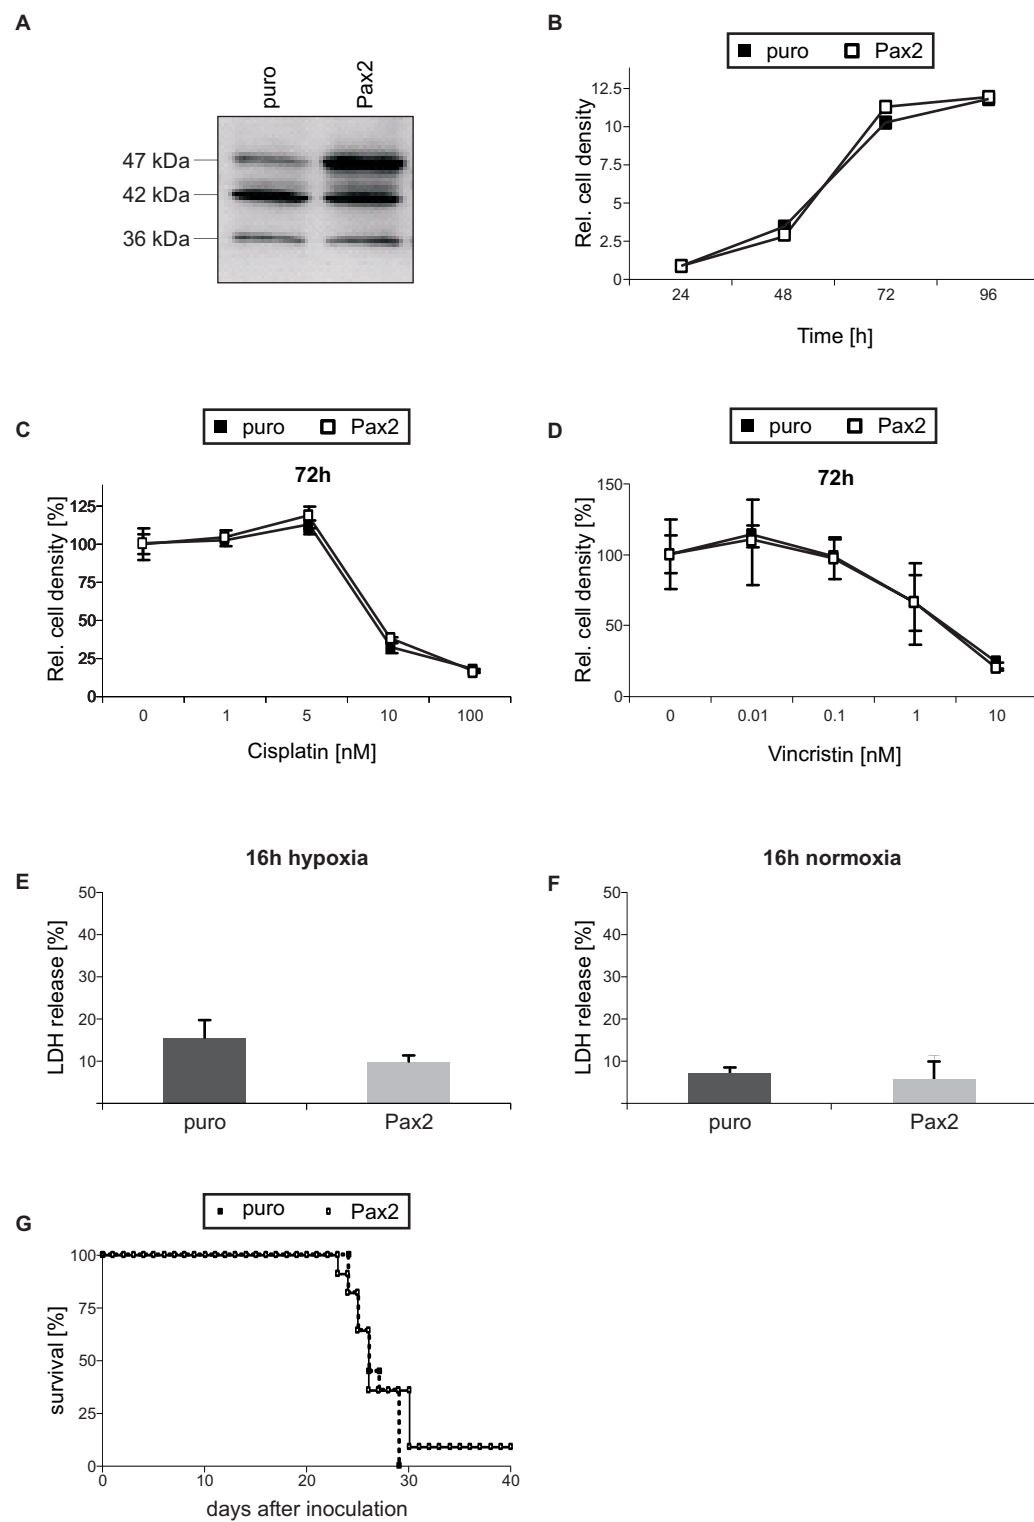 A
puro
Pax2
47 kDa
42 kDa
36 kDa
B
puro
Pax2
Rel. cell density
12.5
10
7.5
5
2.5
0
24
48
72
96
Time [h]
C
puro
Pax2
72h
Rel. cell density [%]
125
100
75
50
25
0
0
1
5
10
100
Cisplatin [nM]
D
puro
Pax2
72h
Rel. cell density [%]
150
100
50
0
0
0.01
0.1
1
10
Vincristin [nM]
E
16h hypoxia
LDH release [%]
50
40
30
20
10
puro
Pax2
F
16h normoxia
LDH release [%]
50
40
30
20
10
puro
Pax2
G
puro
Pax2
survival [%]
100
75
50
25
0
0
10
20
30
40
days after inoculation